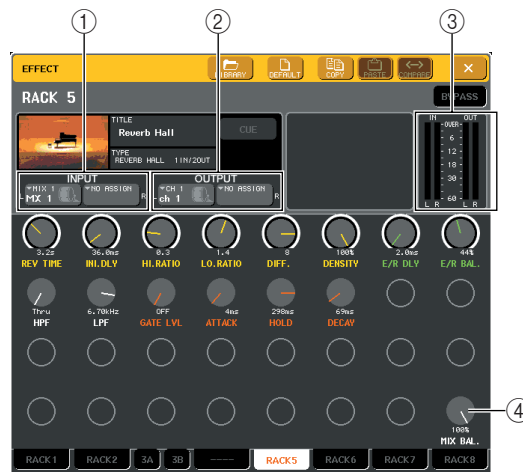 ① ② ③
EFFECT LIBRARY DEFAULT COPY PASTE COMPARE ×
RACK 5 BYPASS
TITLE
Reverb Hall CUE
TYPE
REVERB HALL 1IN/2OUT
IN OUT
OVER
6
12
18
30
60
L R L R
INPUT OUTPUT
L MIX 1 NO ASSIGN R L CH 1 NO ASSIGN R
MX 1 ch 1
3.2s 36.0ms 0.3 1.4 8 100% 2.0ms 44%
REV TIME INI.DLY HI.RATIO LO.RATIO DIFF. DENSITY E/R DLY E/R BAL.
Thru 6.70kHz OFF 4ms 298ms 69ms
HPF LPF GATE LVL ATTACK HOLD DECAY
④
100%
MIX BAL.
RACK1 RACK2 3A 3B ---- RACK5 RACK6 RACK7 RACK8